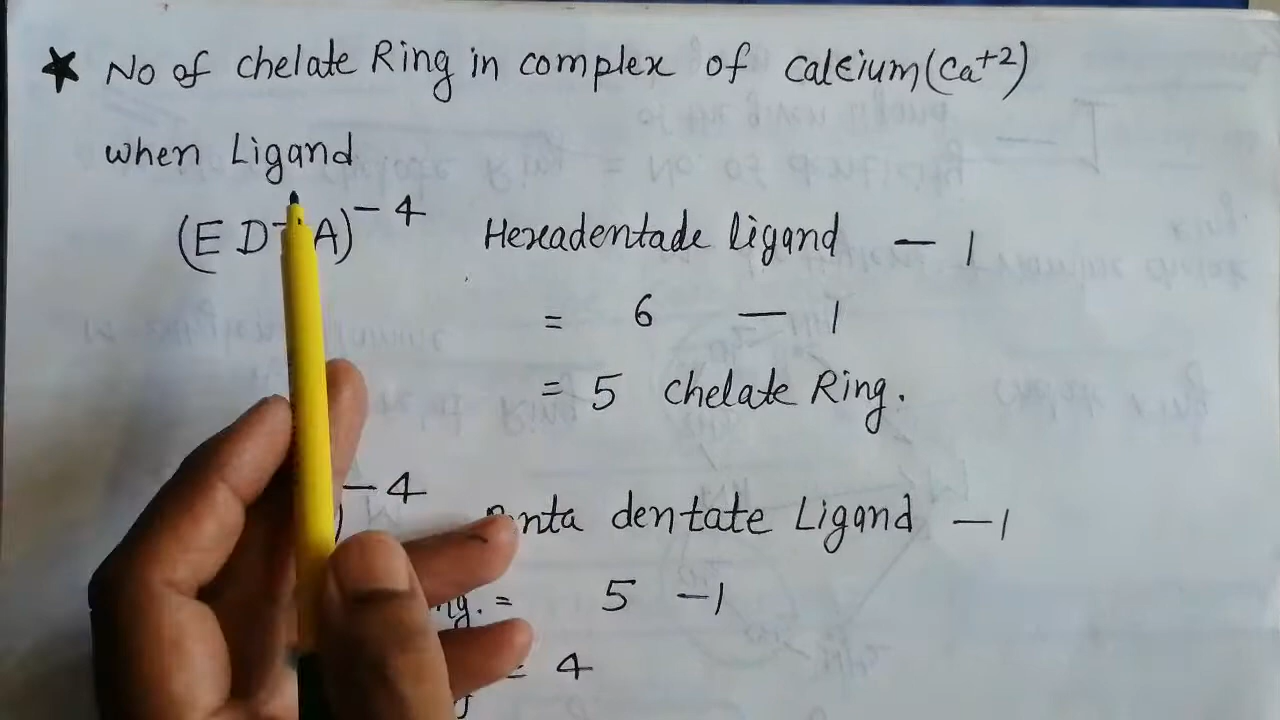 ★ No of chelate Ring in complex of calcium (Ca+2)
when Ligand
(EDTA)-4 Hexadentade ligand - 1
= 6 - 1
= 5 chelate Ring.
-4 dentate Ligand -1
= 5 -1
= 4